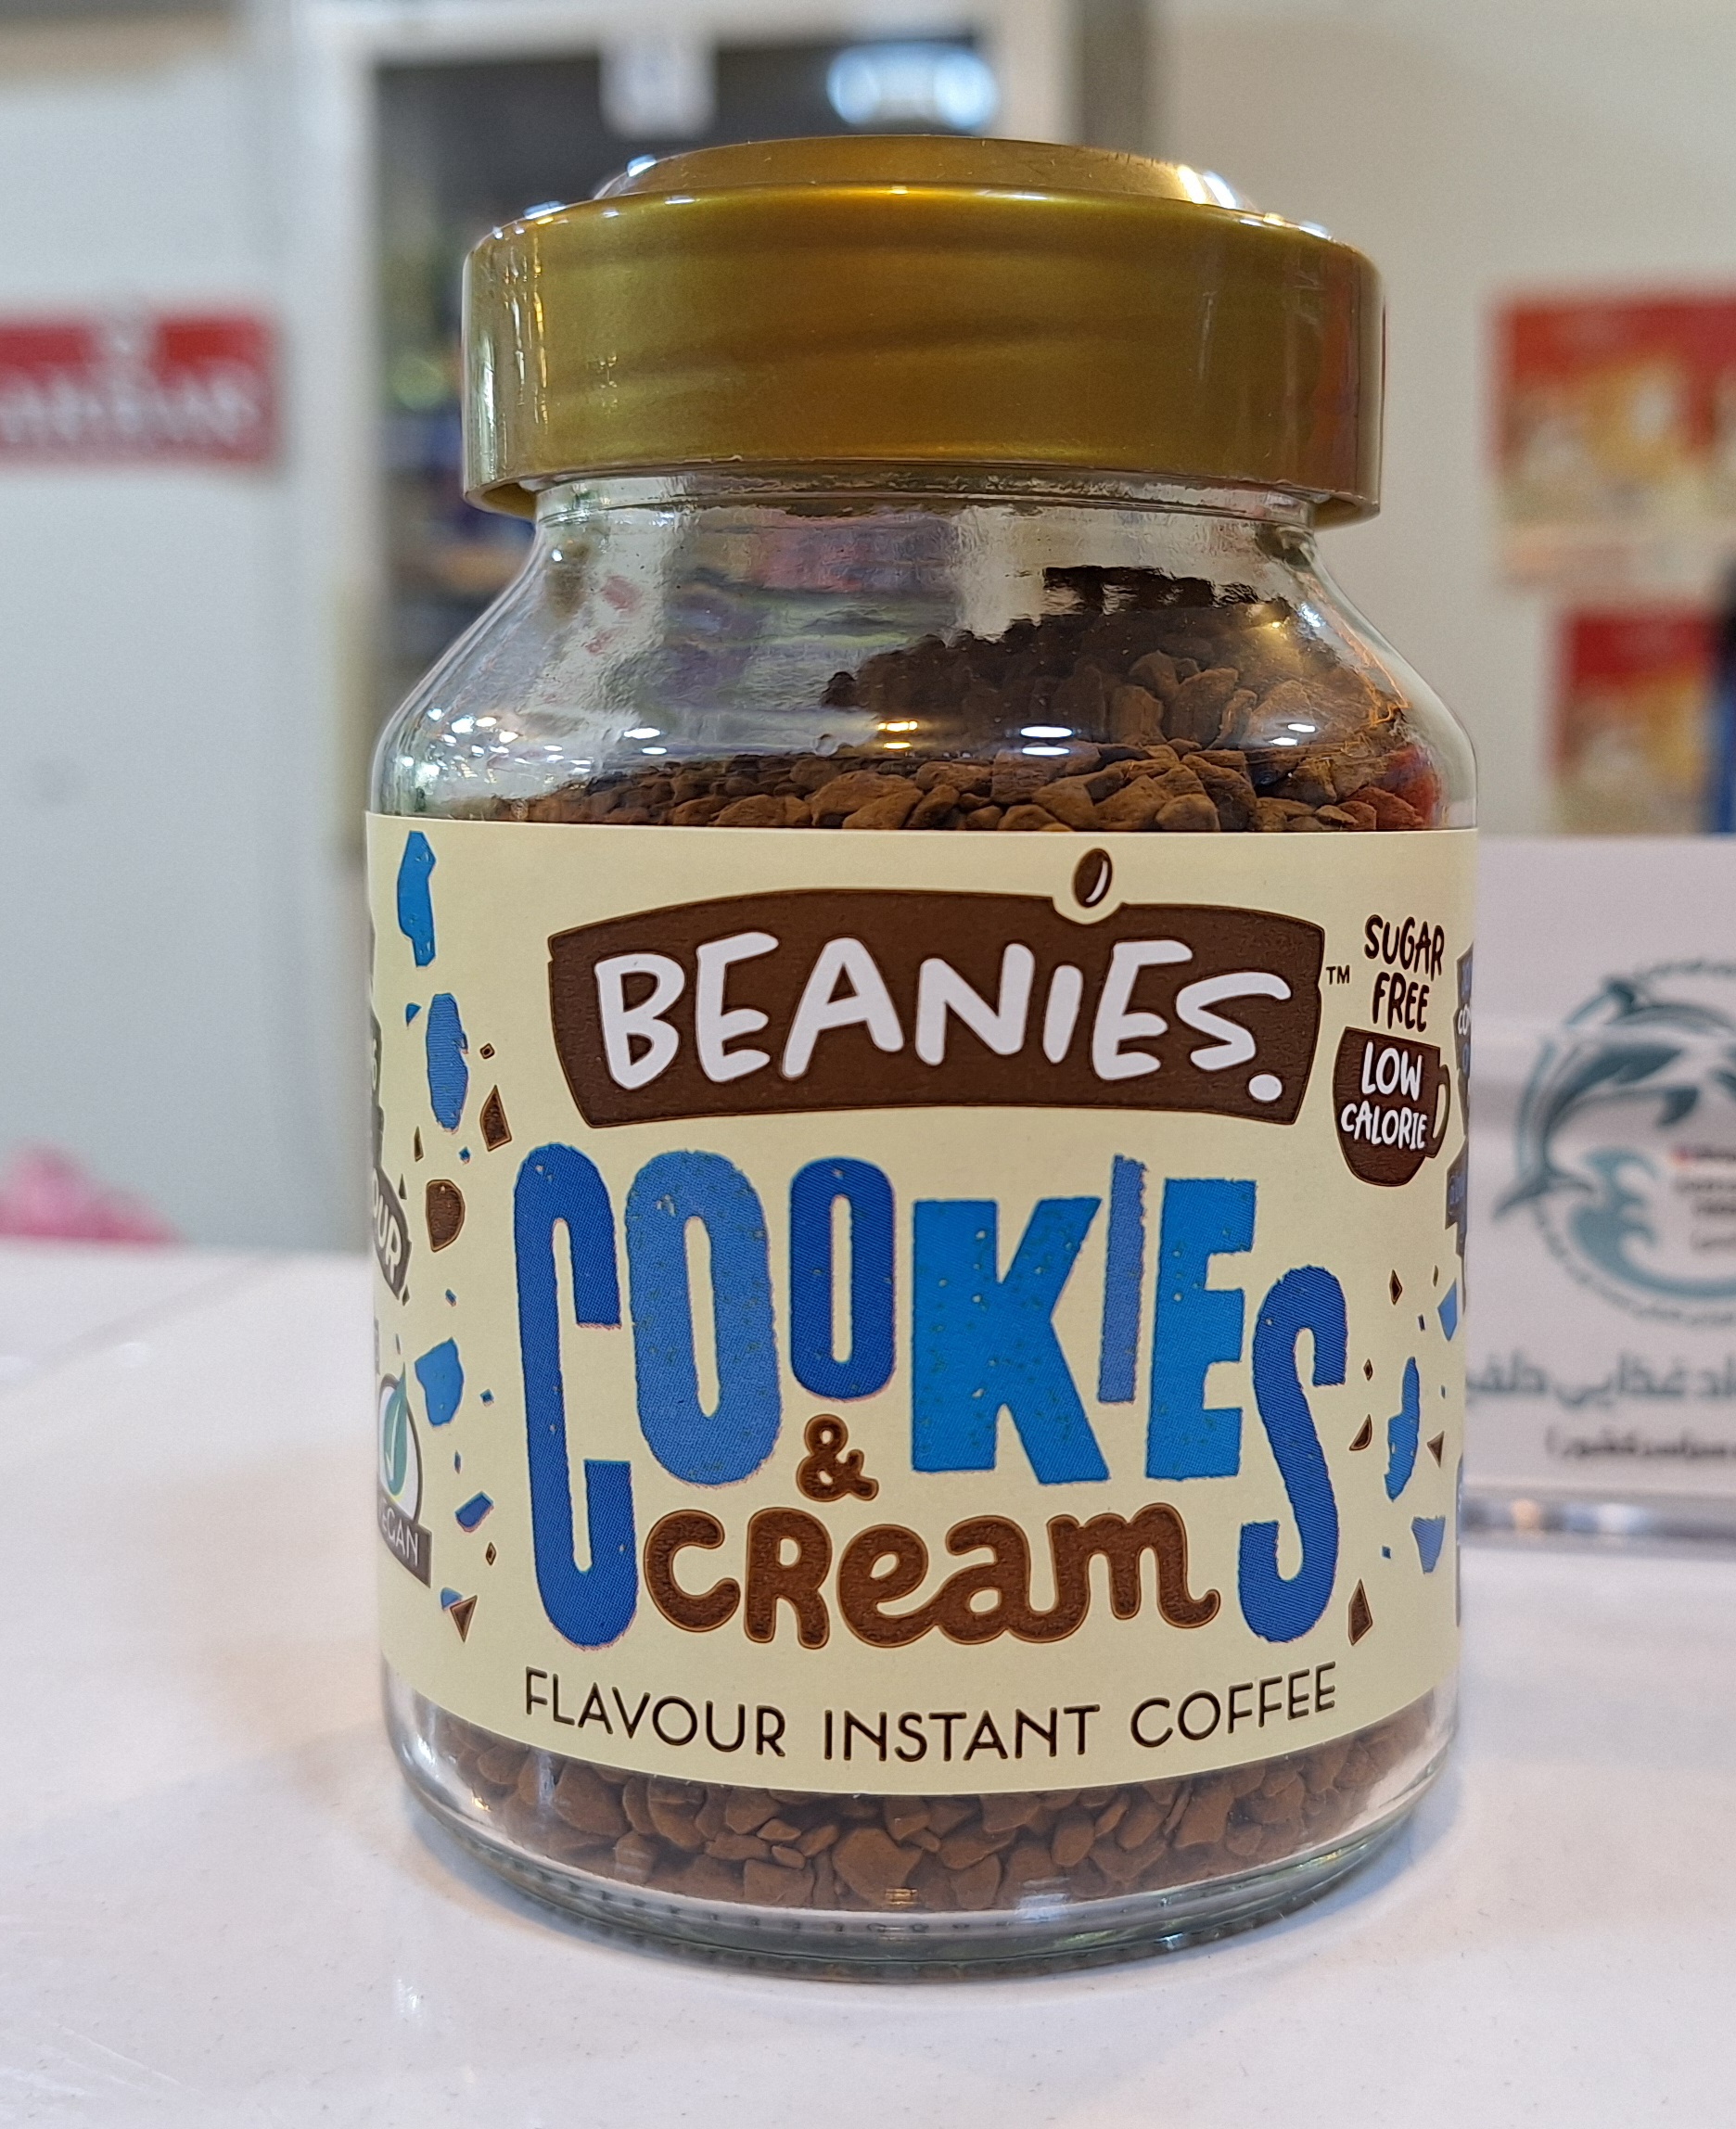 BEANIES.
TM
SUGAR
FREE
LOW
CALORIE
COOKIES
&
CREAM
FLAVOUR INSTANT COFFEE